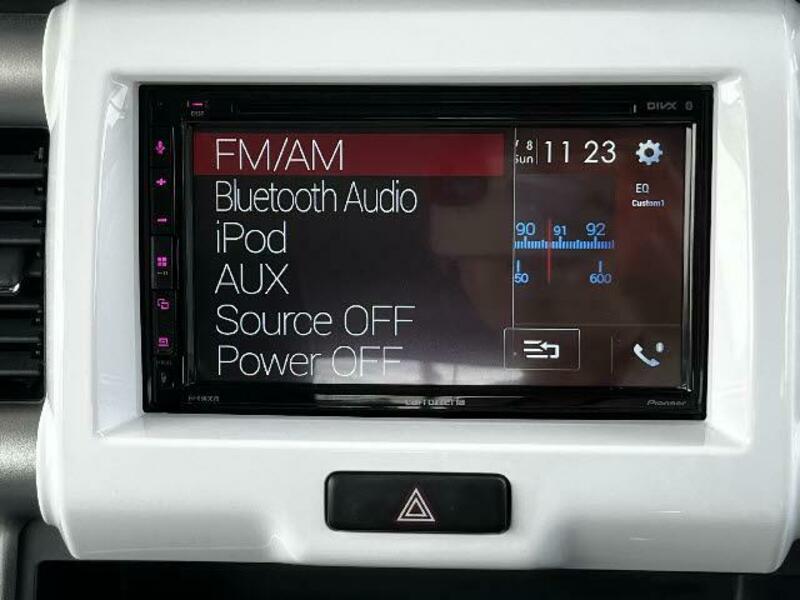 DIVX
FM/AM
/ 8
Sun
11 23
EQ
Custom1
Bluetooth Audio
iPod
AUX
Source OFF
Power OFF
90 91 92
50 600
carrozzeria
Pioneer